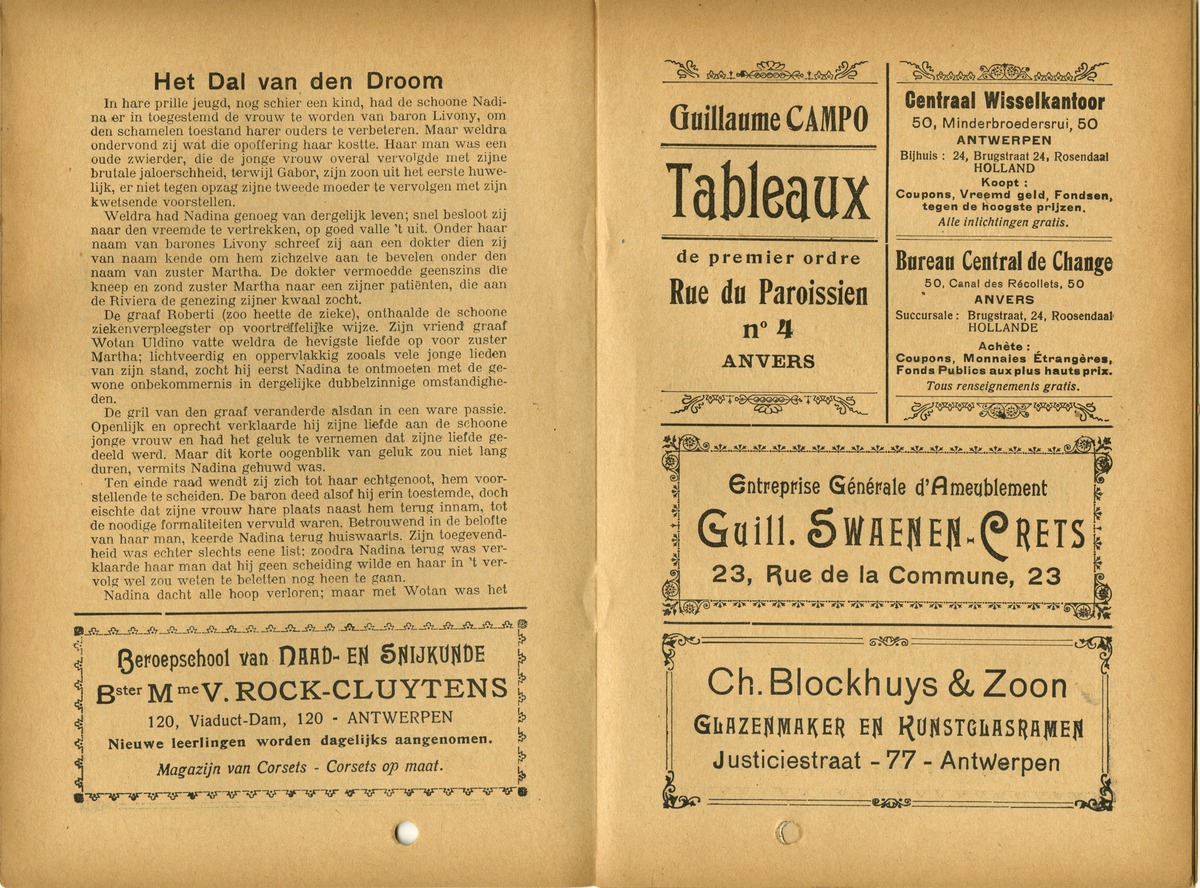 Het Dal van den Droom
In hare prille jeugd, nog schier een kind, had de schoone Nadi-
na er in toegestemd de vrouw te worden van baron Livony, om
den schamelen toestand harer ouders te verbeteren. Maar weldra
ondervond zij wat die opoffering haar kostte. Haar man was een
oude zwierder, die de jonge vrouw overal vervolgde met zijne
brutale jaloerschheid, terwijl Gabor, zijn zoon uit het eerste huwe-
lijk, er niet tegen opzag zijne tweede moeder te vervolgen met zijn
kwetsende voorstellen.
Weldra had Nadina genoeg van dergelijk leven; snel besloot zij
naar den vreemde te vertrekken, op goed valle 't uit. Onder haar
naam van barones Livony schreef zij aan een dokter dien zij
van naam kende om hem zichzelve aan te bevelen onder den
naam van zuster Martha. De dokter vermoedde geenszins die
kneep en zond zuster Martha naar een zijner patiënten, die aan
de Riviera de genezing zijner kwaal zocht.
De graaf Roberti (zoo heette de zieke), onthaalde de schoone
ziekenverpleegster op voortreffelijke wijze. Zijn vriend graaf
Wotan Uldino vatte weldra de hevigste liefde op voor zuster
Martha; lichtveerdig en oppervlakkig zooals vele jonge lieden
van zijn stand, zocht hij eerst Nadina te ontmoeten met de ge-
wone onbekommernis in dergelijke dubbelzinnige omstandighe-
den.
De gril van den graaf veranderde alsdan in een ware passie.
Openlijk en oprecht verklaarde hij zijne liefde aan de schoone
jonge vrouw en had het geluk te vernemen dat zijne liefde ge-
deeld werd. Maar dit korte oogenblik van geluk zou niet lang
duren, vermits Nadina gehuwd was.
Ten einde raad wendt zij zich tot haar echtgenoot, hem voor-
stellende te scheiden. De baron deed alsof hij erin toestemde, doch
eischte dat zijne vrouw hare plaats naast hem terug innam, tot
de noodige formaliteiten vervuld waren. Betrouwend in de belofte
van haar man, keerde Nadina terug huiswaarts. Zijn toegevend-
heid was echter slechts eene list; zoodra Nadina terug was ver-
klaarde haar man dat hij geen scheiding wilde en haar in 't ver-
volg wel zou weten te beletten nog heen te gaan.
Nadina dacht alle hoop verloren; maar met Wotan was het
Beroepschool van NAAD- EN SNIJKUNDE
Bster Mme V. ROCK-CLUYTENS
120, Viaduct-Dam, 120 - ANTWERPEN
Nieuwe leerlingen worden dagelijks aangenomen.
Magazijn van Corsets - Corsets op maat.
Guillaume CAMPO
Tableaux
de premier ordre
Rue du Paroissien
n° 4
ANVERS
Centraal Wisselkantoor
50, Minderbroedersrui, 50
ANTWERPEN
Bijhuis : 24, Brugstraat 24, Rosendaal
HOLLAND
Koopt :
Coupons, Vreemd geld, Fondsen,
tegen de hoogste prijzen.
Alle inlichtingen gratis.
Bureau Central de Change
50, Canal des Récollets, 50
ANVERS
Succursale : Brugstraat, 24, Roosendaal
HOLLANDE
Achète :
Coupons, Monnaies Étrangères,
Fonds Publics aux plus hauts prix.
Tous renseignements gratis.
Entreprise Générale d'Ameublement
Guill. SWAENEN-CRETS
23, Rue de la Commune, 23
Ch. Blockhuys & Zoon
GLAZENMAKER EN KUNSTGLASRAMEN
Justiciestraat - 77 - Antwerpen